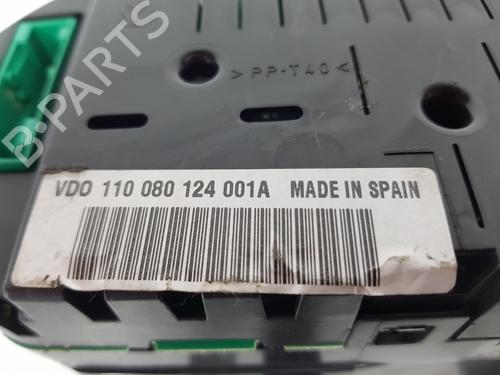 >PP-T40<
B-PARTS
VDO 110 080 124 001A MADE IN SPAIN